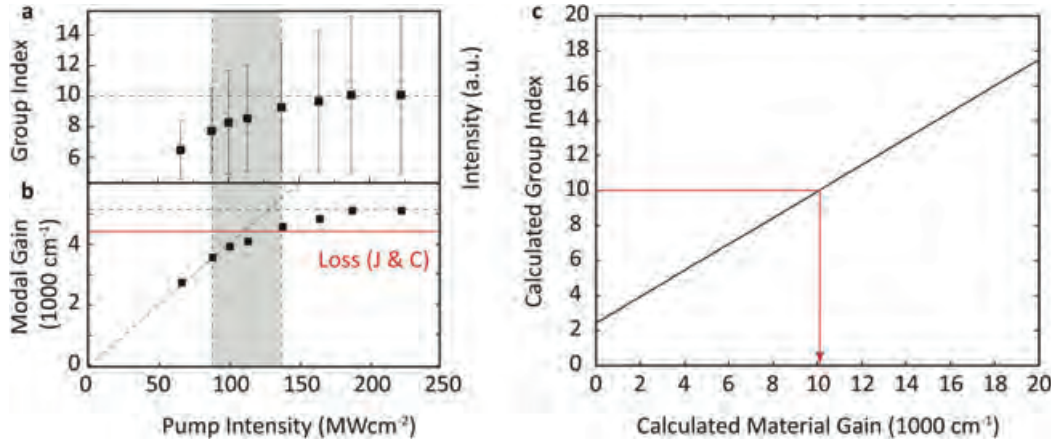 a
14
12
10
8
6
Group Index
b
4
2
0
Modal Gain
(1000 cm⁻¹)
Loss (J & C)
0 50 100 150 200 250
Pump Intensity (MWcm⁻²)
Intensity (a.u.)
c
20
18
16
14
12
10
8
6
4
2
0
Calculated Group Index
0 2 4 6 8 10 12 14 16 18 20
Calculated Material Gain (1000 cm⁻¹)